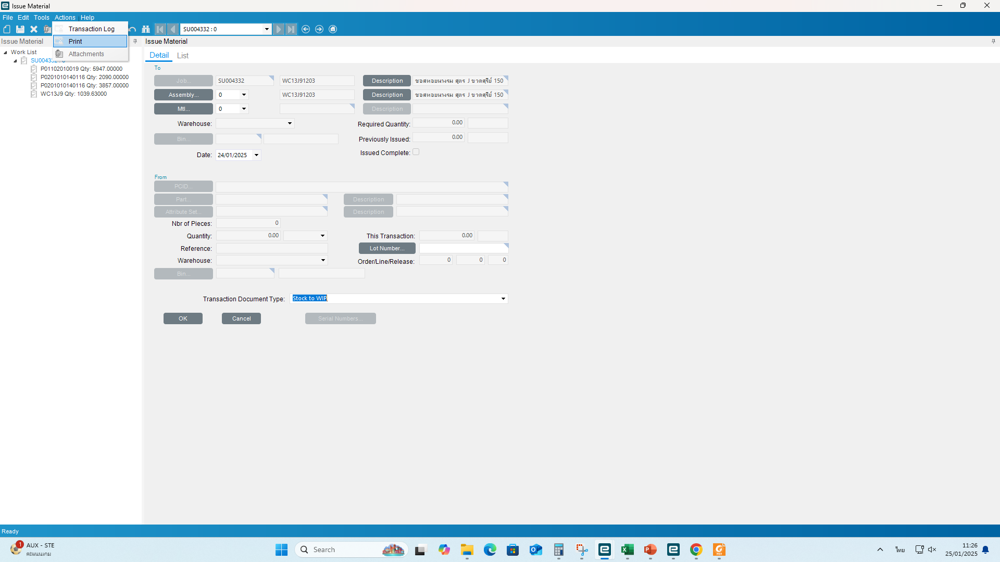 Issue Material
File Edit Tools Actions Help
SU004332 : 0
Transaction Log
Print
Attachments
Issue Material
Work List
P01102010019 Qty: 5947.00000
P0201010140116 Qty: 2090.00000
P0201010140116 Qty: 3857.00000
WC13J9 Qty: 1039.63000
Issue Material
Detail List
To
Job... SU004332 WC13J91203 Description ซอสหอยนางรม สูตร J ขวดสุรีย์ 150
Assembly... 0 WC13J91203 Description ซอสหอยนางรม สูตร J ขวดสุรีย์ 150
Mtl... 0 Description
Warehouse: Required Quantity: 0.00
Bin... Previously Issued: 0.00
Date: 24/01/2025 Issued Complete:
From
PCID...
Part... Description
Attribute Set... Description
Nbr of Pieces: 0
Quantity: 0.00 This Transaction: 0.00
Reference: Lot Number...
Warehouse: Order/Line/Release: 0 0 0
Bin...
Transaction Document Type: Stock to WIP
OK Cancel Serial Numbers...
Ready
1 AUX - STE
คะแนนเกม
Search
ไทย
11:26
25/01/2025